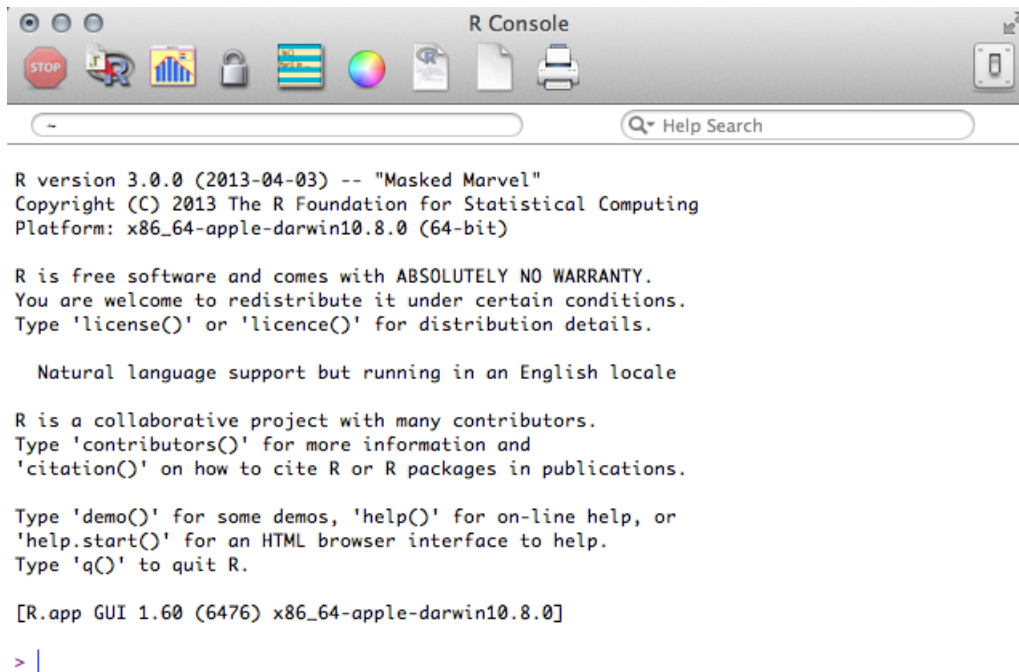 R Console
STOP
~
Help Search
R version 3.0.0 (2013-04-03) -- "Masked Marvel"
Copyright (C) 2013 The R Foundation for Statistical Computing
Platform: x86_64-apple-darwin10.8.0 (64-bit)
R is free software and comes with ABSOLUTELY NO WARRANTY.
You are welcome to redistribute it under certain conditions.
Type 'license()' or 'licence()' for distribution details.
Natural language support but running in an English locale
R is a collaborative project with many contributors.
Type 'contributors()' for more information and
'citation()' on how to cite R or R packages in publications.
Type 'demo()' for some demos, 'help()' for on-line help, or
'help.start()' for an HTML browser interface to help.
Type 'q()' to quit R.
[R.app GUI 1.60 (6476) x86_64-apple-darwin10.8.0]
>